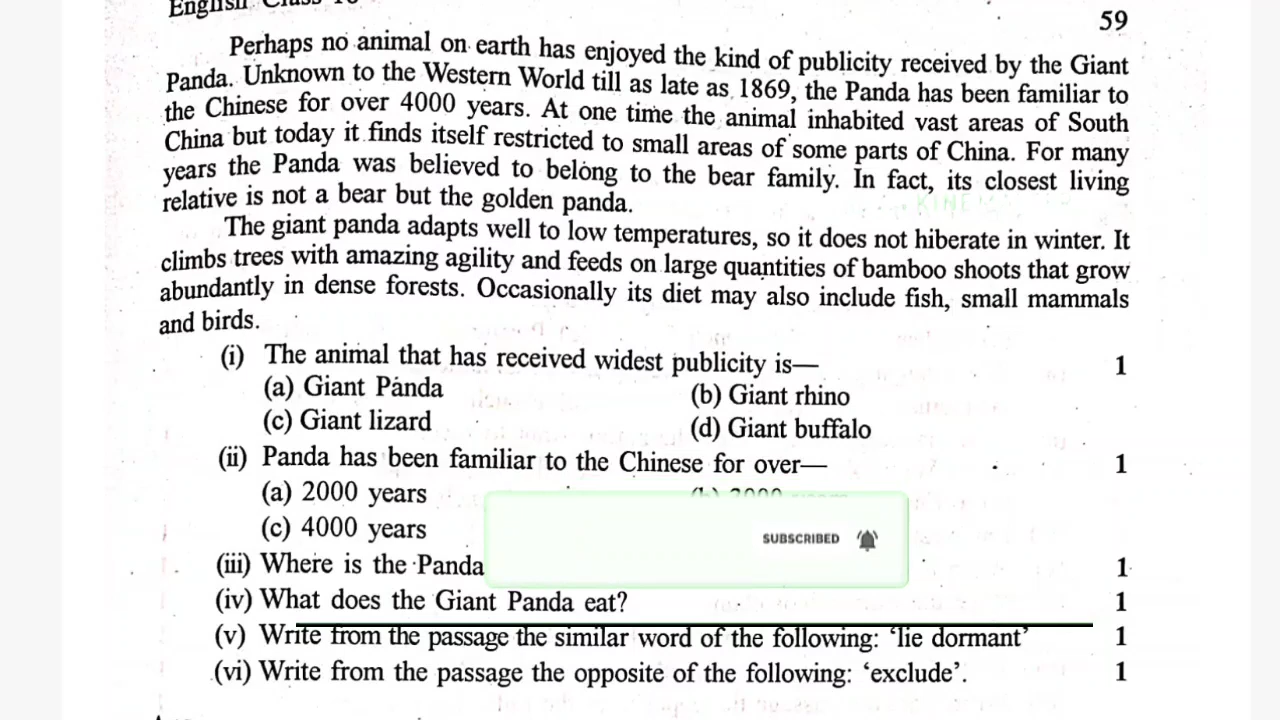 English Class 10
59
Perhaps no animal on earth has enjoyed the kind of publicity received by the Giant
Panda. Unknown to the Western World till as late as 1869, the Panda has been familiar to
the Chinese for over 4000 years. At one time the animal inhabited vast areas of South
China but today it finds itself restricted to small areas of some parts of China. For many
years the Panda was believed to belong to the bear family. In fact, its closest living
relative is not a bear but the golden panda.
The giant panda adapts well to low temperatures, so it does not hiberate in winter. It
climbs trees with amazing agility and feeds on large quantities of bamboo shoots that grow
abundantly in dense forests. Occasionally its diet may also include fish, small mammals
and birds.
(i) The animal that has received widest publicity is— 1
(a) Giant Panda (b) Giant rhino
(c) Giant lizard (d) Giant buffalo
(ii) Panda has been familiar to the Chinese for over— 1
(a) 2000 years
(c) 4000 years
SUBSCRIBED
(iii) Where is the Panda 1
(iv) What does the Giant Panda eat? 1
(v) Write from the passage the similar word of the following: ‘lie dormant’ 1
(vi) Write from the passage the opposite of the following: ‘exclude’. 1